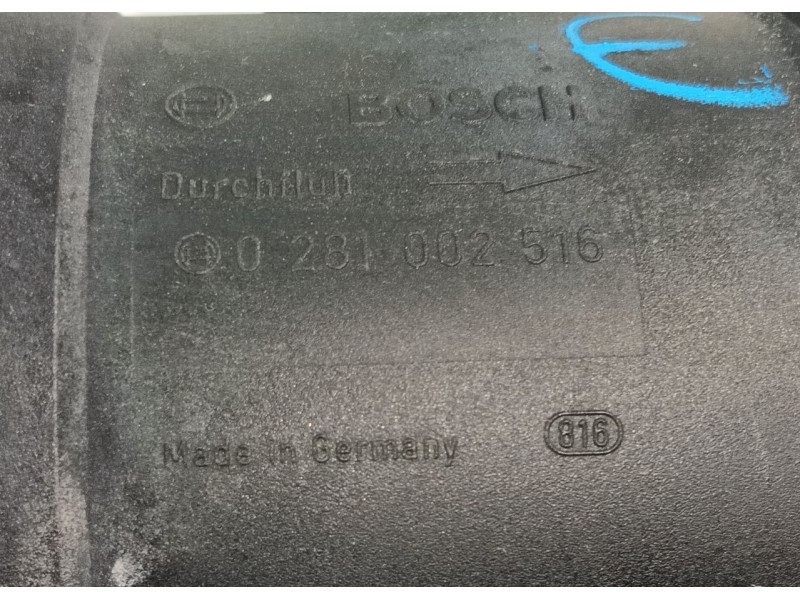 BOSCH
Durchfluß
0 281 002 516
Made in Germany
816